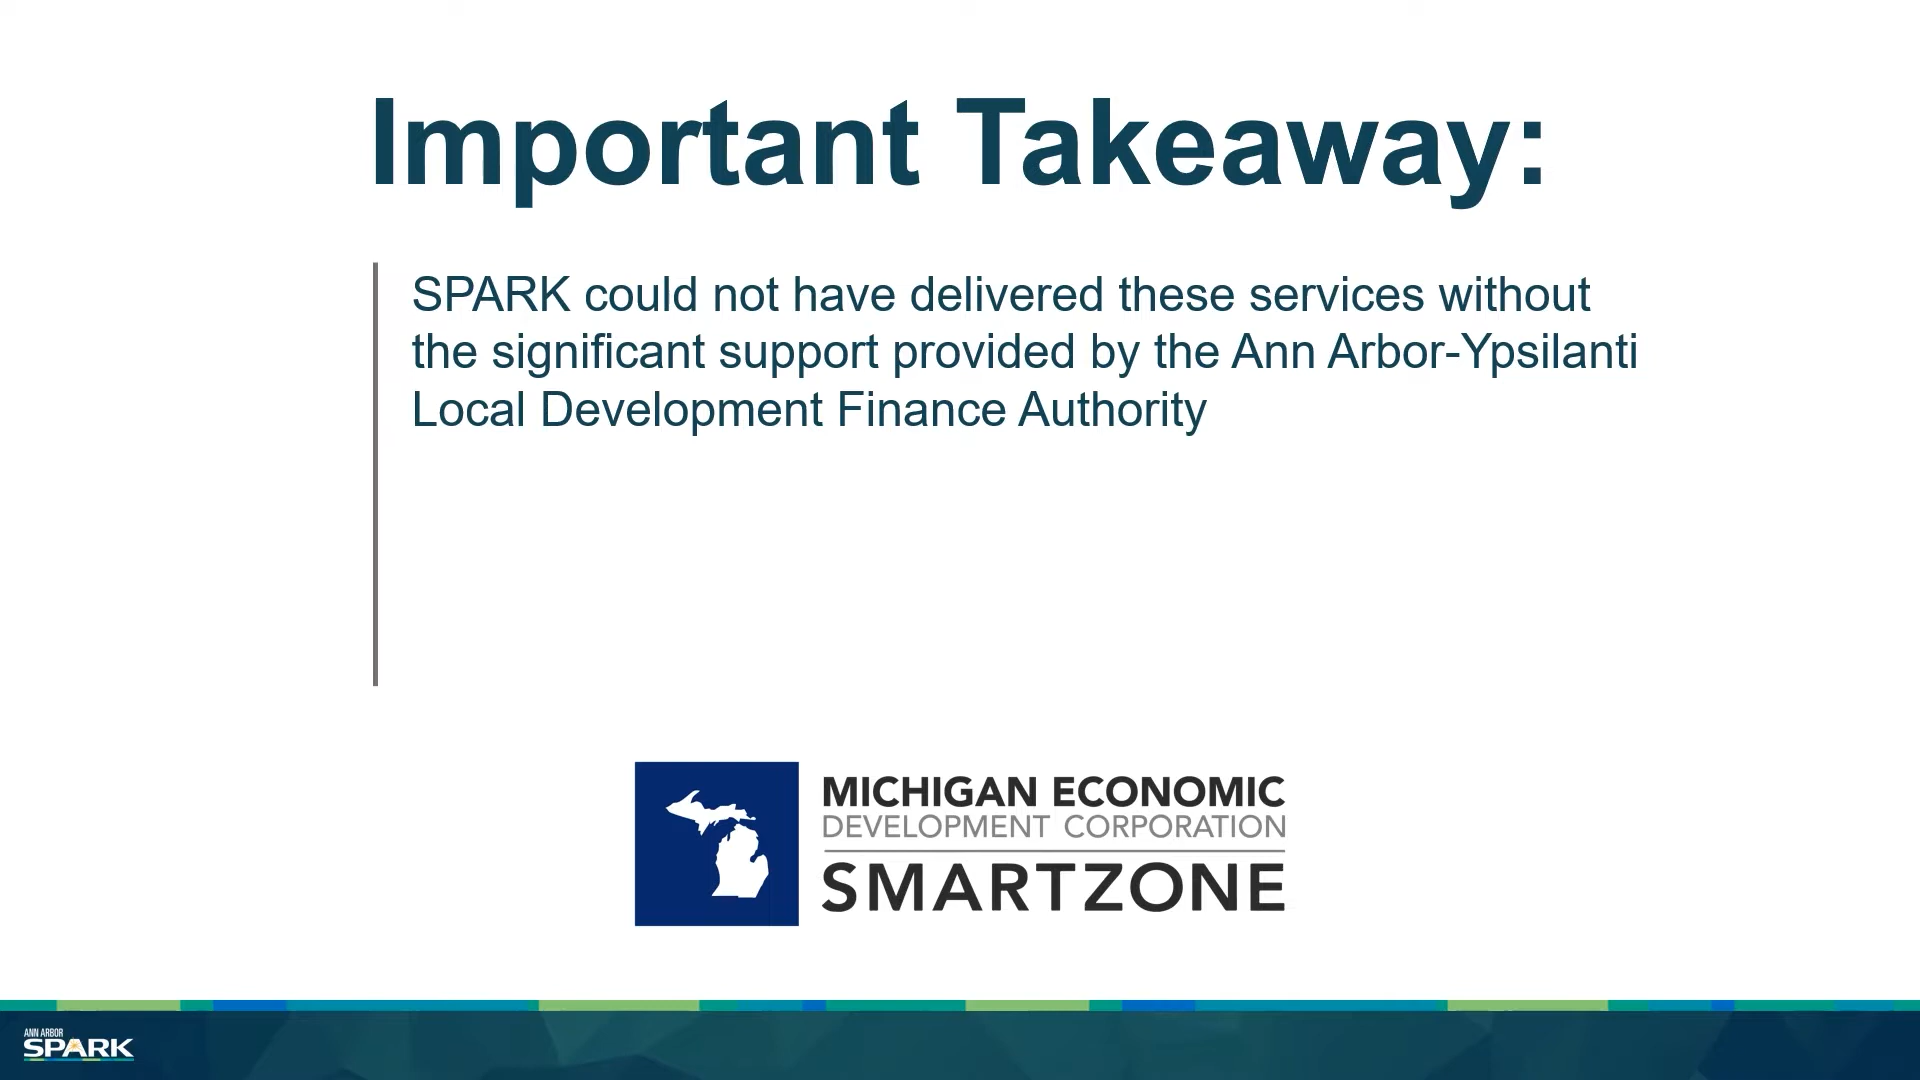 Important Takeaway:
SPARK could not have delivered these services without
the significant support provided by the Ann Arbor-Ypsilanti
Local Development Finance Authority
MICHIGAN ECONOMIC
DEVELOPMENT CORPORATION
SMARTZONE
ANN ARBOR
SPARK